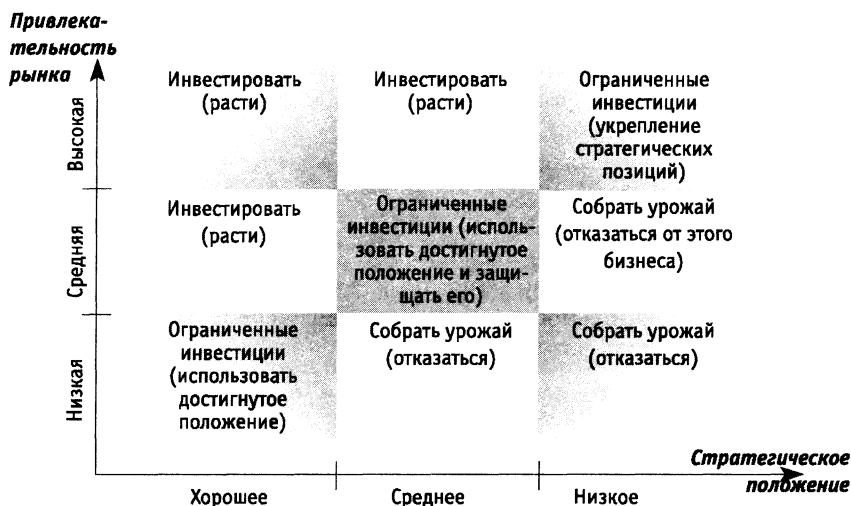 Привлека-
тельность
рынка
Высокая
Инвестировать
(расти)
Инвестировать
(расти)
Ограниченные
инвестиции
(укрепление
стратегических
позиций)
Средняя
Инвестировать
(расти)
Ограниченные
инвестиции (исполь-
зовать достигнутое
положение и защи-
щать его)
Собрать урожай
(отказаться от этого
бизнеса)
Низкая
Ограниченные
инвестиции
(использовать
достигнутое
положение)
Собрать урожай
(отказаться)
Собрать урожай
(отказаться)
Стратегическое
положение
Хорошее
Среднее
Низкое